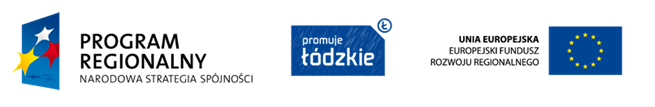 PROGRAM
REGIONALNY
NARODOWA STRATEGIA SPÓJNOŚCI
promuje
łódzkie
Ł
UNIA EUROPEJSKA
EUROPEJSKI FUNDUSZ
ROZWOJU REGIONALNEGO